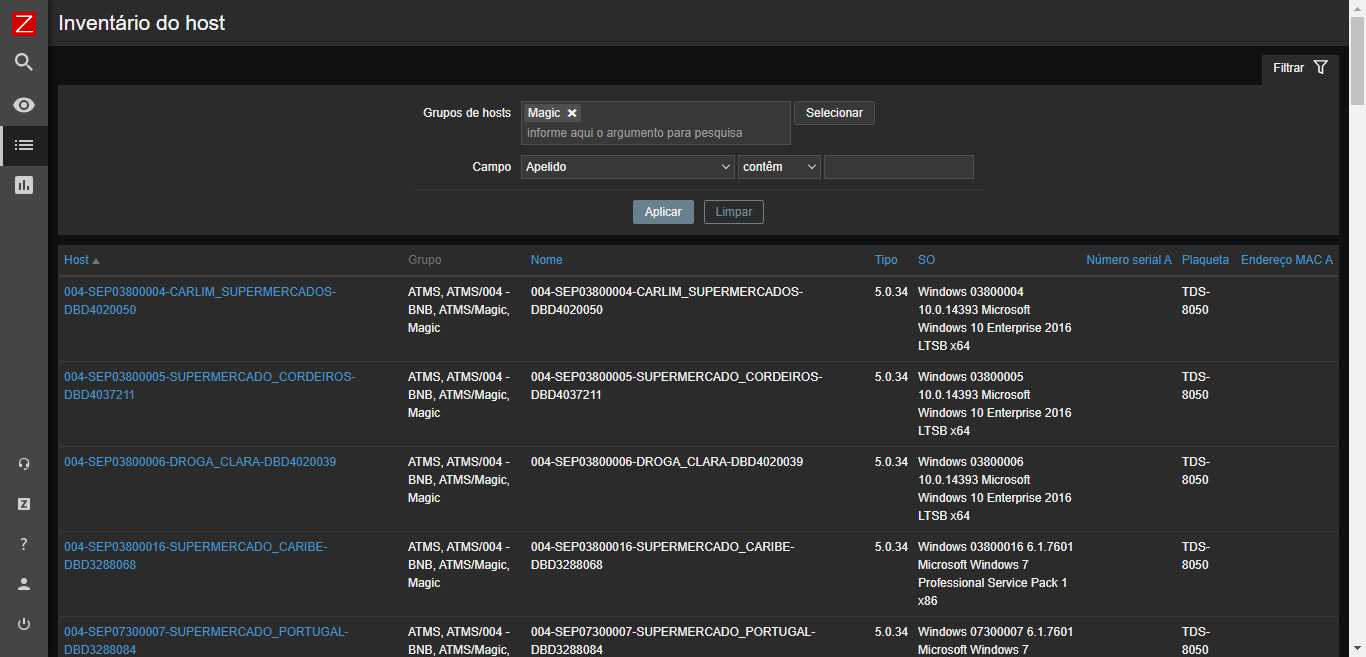 Z
Inventário do host
Filtrar
Grupos de hosts
Magic
Selecionar
informe aqui o argumento para pesquisa
Campo
Apelido
contêm
Aplicar
Limpar
Host Grupo Nome Tipo SO Número serial A Plaqueta Endereço MAC A
004-SEP03800004-CARLIM_SUPERMERCADOS- ATMS, ATMS/004 - 004-SEP03800004-CARLIM_SUPERMERCADOS- 5.0.34 Windows 03800004 TDS-
DBD4020050 BNB, ATMS/Magic, DBD4020050 10.0.14393 Microsoft 8050
Magic Windows 10 Enterprise 2016
LTSB x64
004-SEP03800005-SUPERMERCADO_CORDEIROS- ATMS, ATMS/004 - 004-SEP03800005-SUPERMERCADO_CORDEIROS- 5.0.34 Windows 03800005 TDS-
DBD4037211 BNB, ATMS/Magic, DBD4037211 10.0.14393 Microsoft 8050
Magic Windows 10 Enterprise 2016
LTSB x64
004-SEP03800006-DROGA_CLARA-DBD4020039 ATMS, ATMS/004 - 004-SEP03800006-DROGA_CLARA-DBD4020039 5.0.34 Windows 03800006 TDS-
BNB, ATMS/Magic, 10.0.14393 Microsoft 8050
Magic Windows 10 Enterprise 2016
LTSB x64
004-SEP03800016-SUPERMERCADO_CARIBE- ATMS, ATMS/004 - 004-SEP03800016-SUPERMERCADO_CARIBE- 5.0.34 Windows 03800016 6.1.7601 TDS-
DBD3288068 BNB, ATMS/Magic, DBD3288068 Microsoft Windows 7 8050
Magic Professional Service Pack 1
x86
004-SEP07300007-SUPERMERCADO_PORTUGAL- ATMS, ATMS/004 - 004-SEP07300007-SUPERMERCADO_PORTUGAL- 5.0.34 Windows 07300007 6.1.7601 TDS-
DBD3288084 BNB, ATMS/Magic, DBD3288084 Microsoft Windows 7 8050
Z
?